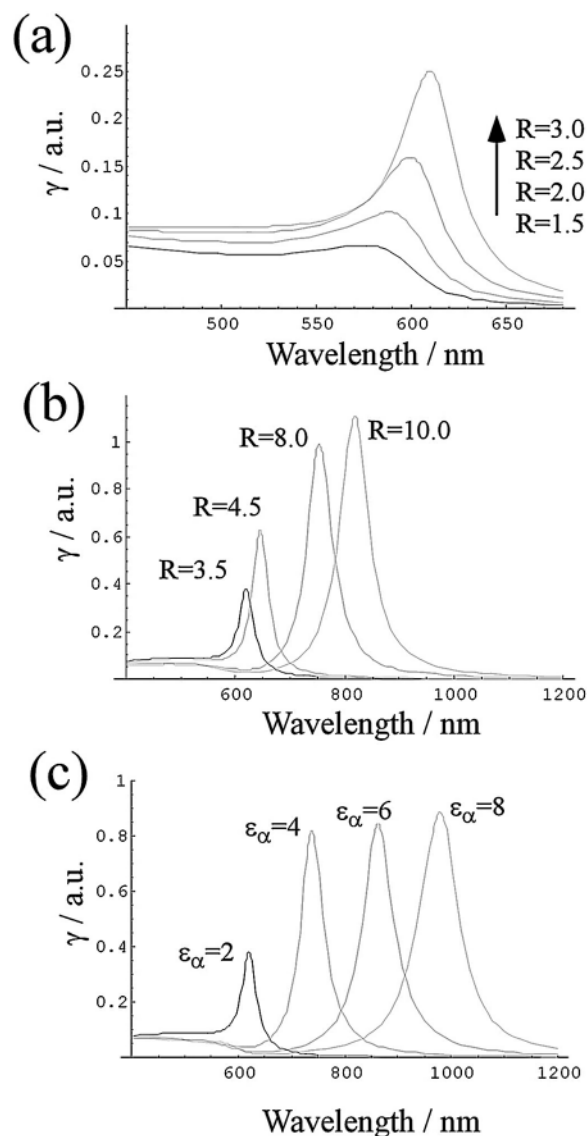 (a)
0.25
0.2
0.15
0.1
0.05
γ / a.u.
R=3.0
R=2.5
R=2.0
R=1.5
500 550 600 650
Wavelength / nm
(b)
1
0.8
0.6
0.4
0.2
γ / a.u.
R=8.0
R=10.0
R=4.5
R=3.5
600 800 1000 1200
Wavelength / nm
(c)
1
0.8
0.6
0.4
0.2
γ / a.u.
εα=4
εα=6
εα=8
εα=2
600 800 1000 1200
Wavelength / nm